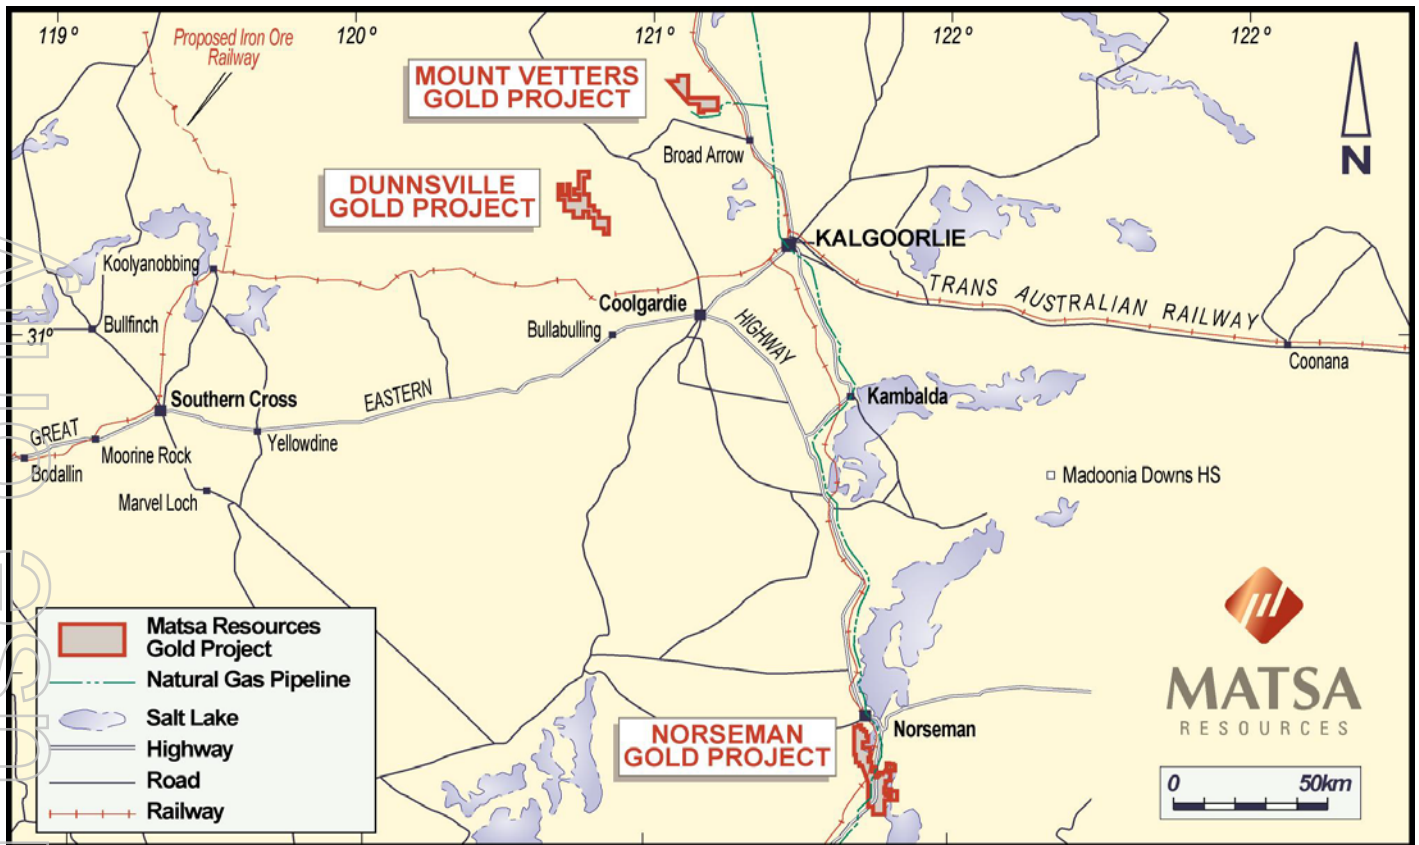 119°
120°
121°
122°
122°
Proposed Iron Ore
Railway
MOUNT VETTERS
GOLD PROJECT
N
Broad Arrow
DUNNSVILLE
GOLD PROJECT
KALGOORLIE
Koolyanobbing
TRANS AUSTRALIAN RAILWAY
Coolgardie
Bullfinch
Bullabulling
HIGHWAY
31°
Coonana
EASTERN
Southern Cross
Kambalda
GREAT
Yellowdine
Moorine Rock
Bodallin
Madoonia Downs HS
Marvel Loch
Matsa Resources
Gold Project
Natural Gas Pipeline
Salt Lake
Highway
Road
Railway
NORSEMAN
GOLD PROJECT
Norseman
MATSA
RESOURCES
0 50km